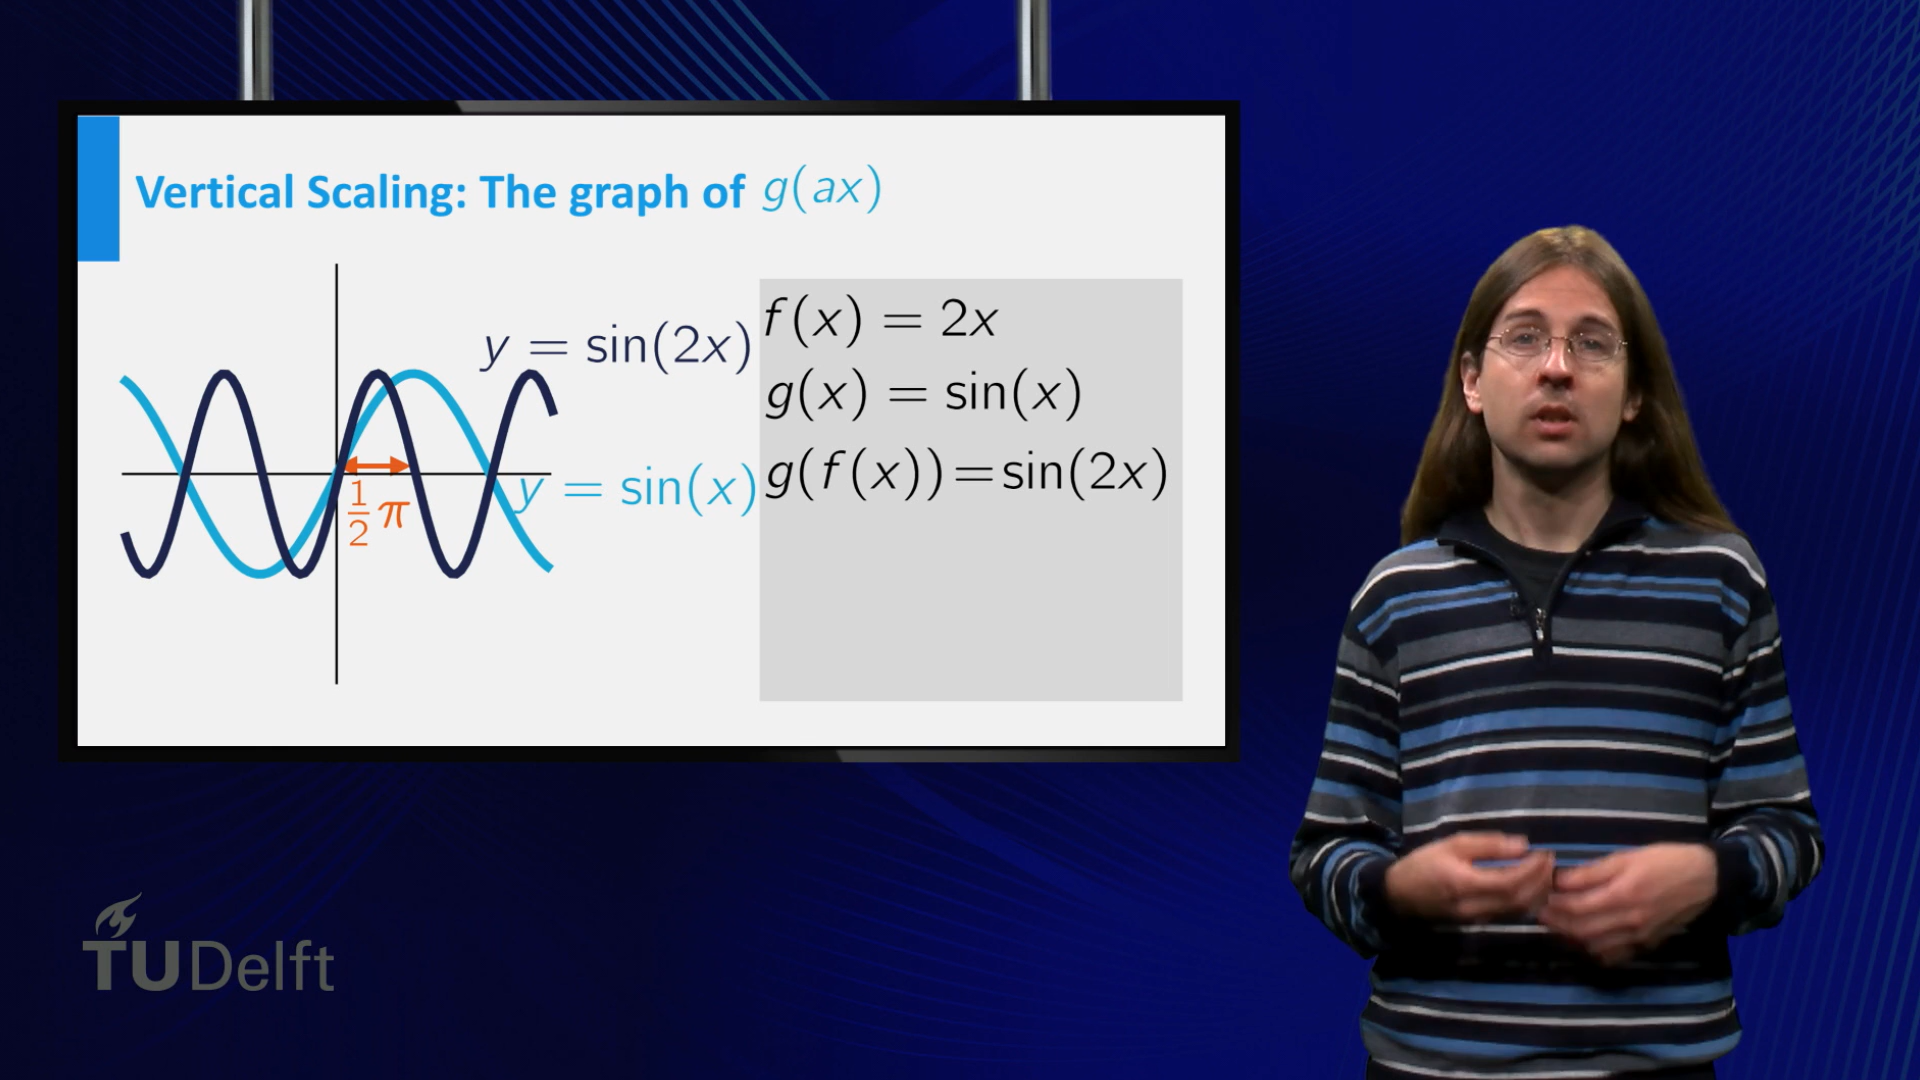 Vertical Scaling: The graph of g(ax)
y = sin(2x)
y = sin(x)
1/2 π
f(x) = 2x
g(x) = sin(x)
g(f(x))=sin(2x)
TUDelft